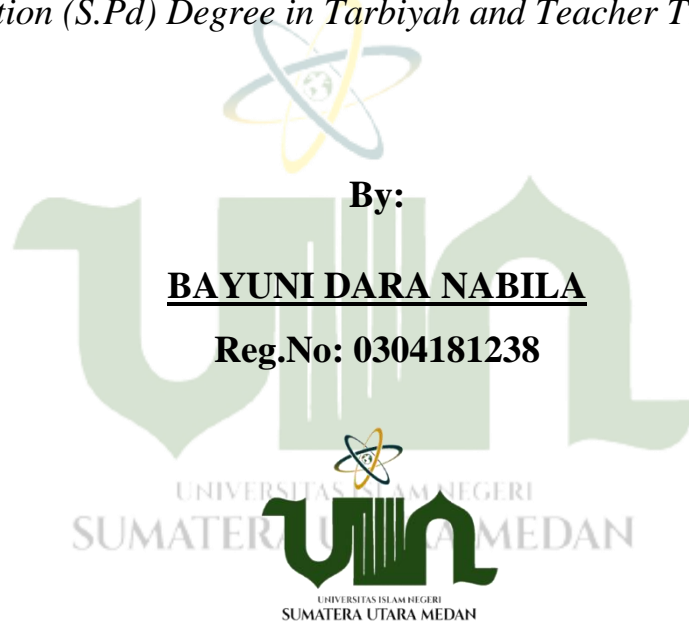 tion (S.Pd) Degree in Tarbiyah and Teacher T
By:
BAYUNI DARA NABILA
Reg.No: 0304181238
UNIVERSITAS ISLAM NEGERI
SUMATERA UTARA MEDAN
UNIVERSITAS ISLAM NEGERI
SUMATERA UTARA MEDAN